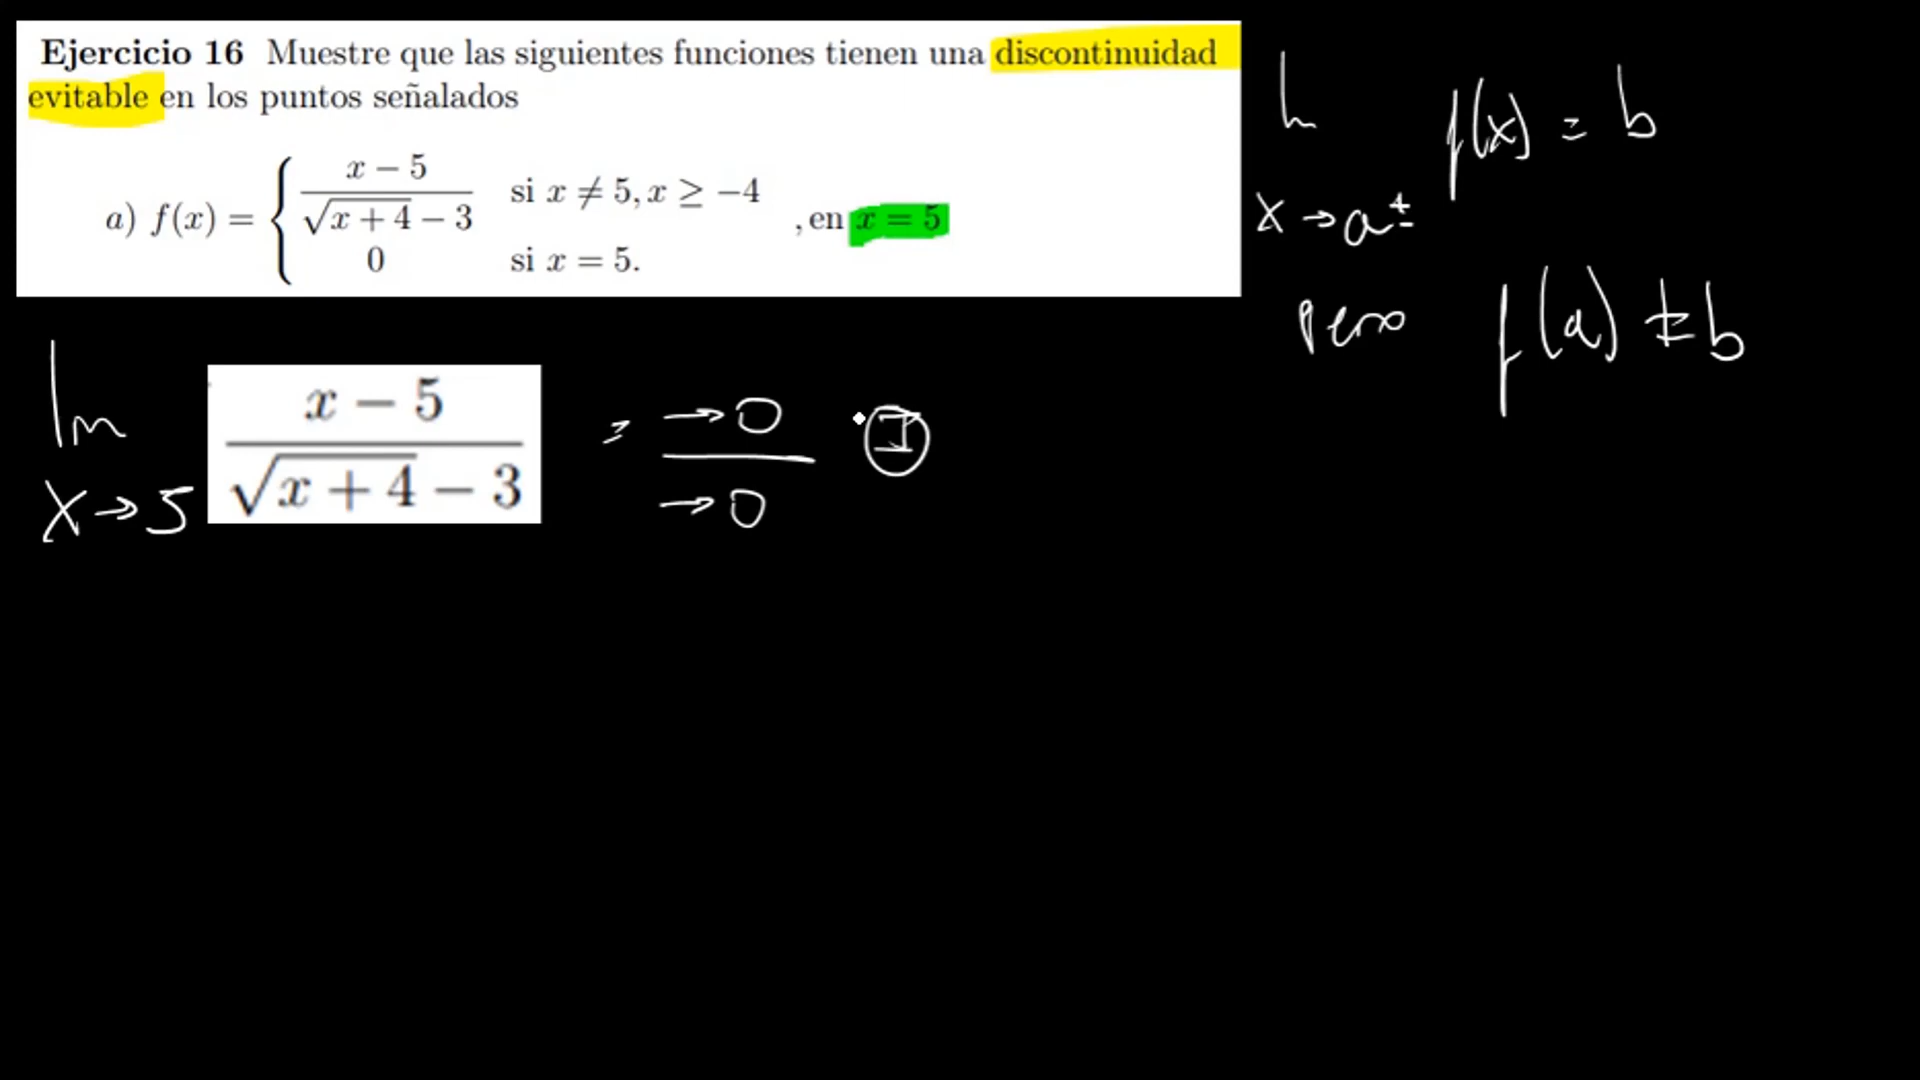 Ejercicio 16 Muestre que las siguientes funciones tienen una discontinuidad
evitable en los puntos señalados
a) f(x) = { x − 5 / √(x + 4) − 3 si x ≠ 5, x ≥ −4
0 si x = 5.
, en x = 5
lim x→a± f(x) = b
pero f(a) ≠ b
lim x→5 x − 5 / √(x + 4) − 3 = →0 / →0 I